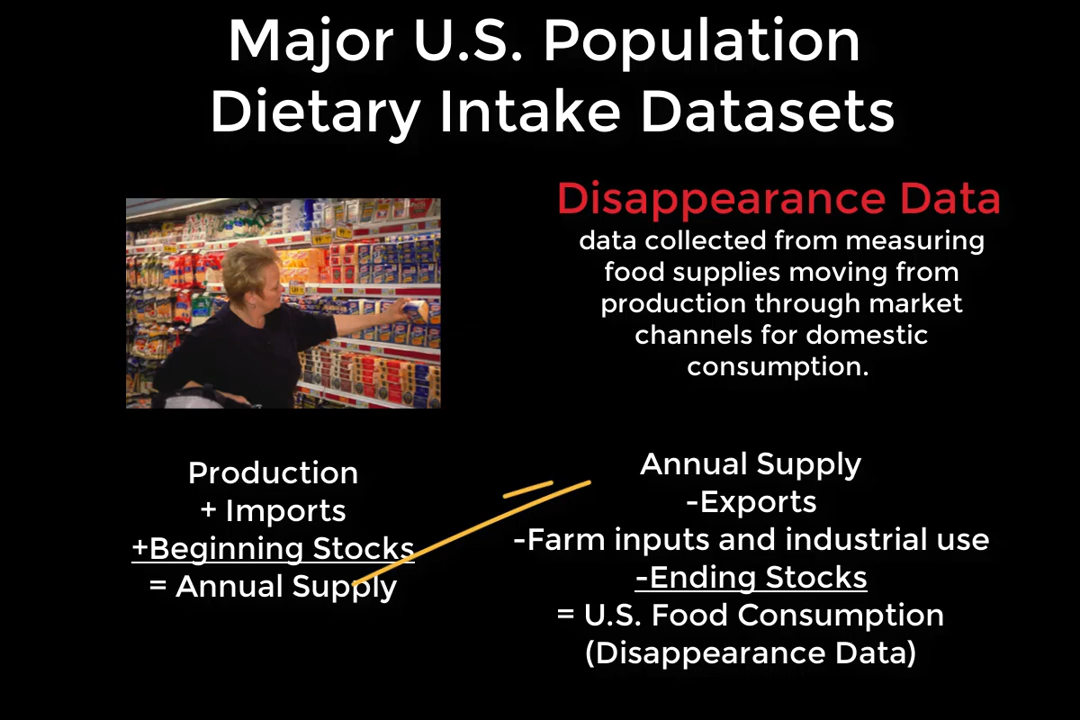 Major U.S. Population
Dietary Intake Datasets
Disappearance Data
data collected from measuring
food supplies moving from
production through market
channels for domestic
consumption.
Production
+ Imports
+Beginning Stocks
= Annual Supply
Annual Supply
-Exports
-Farm inputs and industrial use
-Ending Stocks
= U.S. Food Consumption
(Disappearance Data)